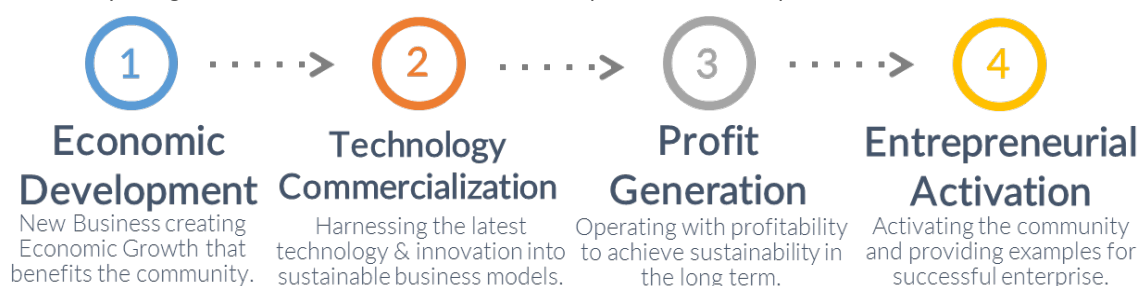 1
2
3
4
Economic
Development
New Business creating
Economic Growth that
benefits the community.
Technology
Commercialization
Harnessing the latest
technology & innovation into
sustainable business models.
Profit
Generation
Operating with profitability
to achieve sustainability in
the long term.
Entrepreneurial
Activation
Activating the community
and providing examples for
successful enterprise.